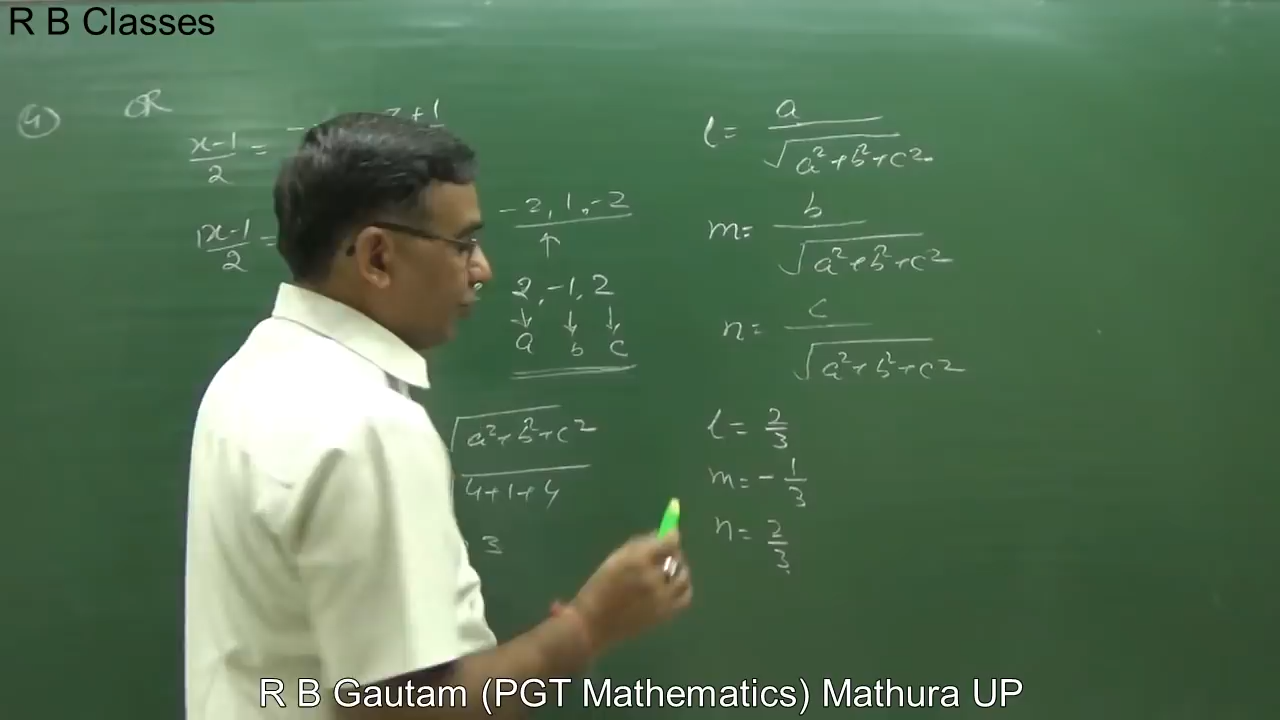 R B Classes
4
OR
x-1/2 = z+1
x-1/2 =
-2, 1, -2
2, -1, 2
a b c
√a²+b²+c²
√4+1+4
3
l = a/√a²+b²+c²
m = b/√a²+b²+c²
n = c/√a²+b²+c²
l = 2/3
m = -1/3
n = 2/3
R B Gautam (PGT Mathematics) Mathura UP